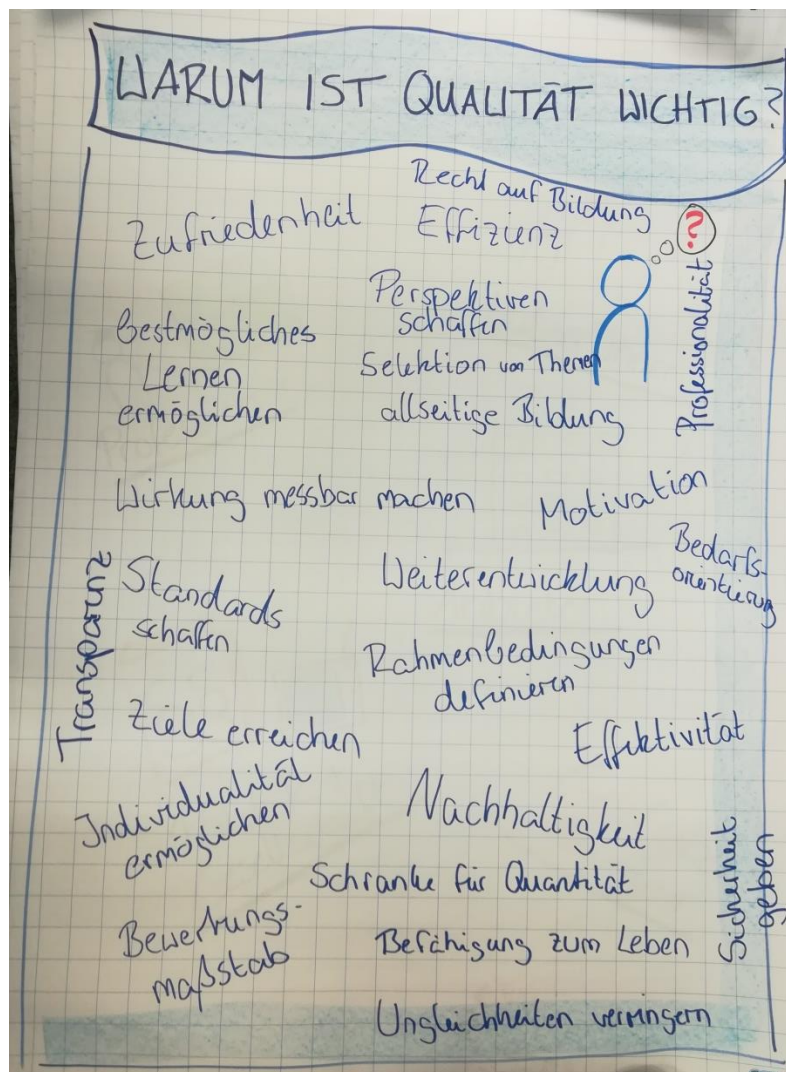 WARUM IST QUALITÄT WICHTIG?
Recht auf Bildung
Zufriedenheit
Effizienz
?
Professionalität
Perspektiven
schaffen
Bestmögliches
Lernen
ermöglichen
Selektion von Themen
allseitige Bildung
Wirkung messbar machen
Motivation
Bedarfs-
orientierung
Transparenz
Standards
schaffen
Weiterentwicklung
Rahmenbedingungen
definieren
Ziele erreichen
Effektivität
Individualität
ermöglichen
Nachhaltigkeit
Schranke für Quantität
Sicherheit
geben
Bewertungs-
maßstab
Befähigung zum Leben
Ungleichheiten verringern